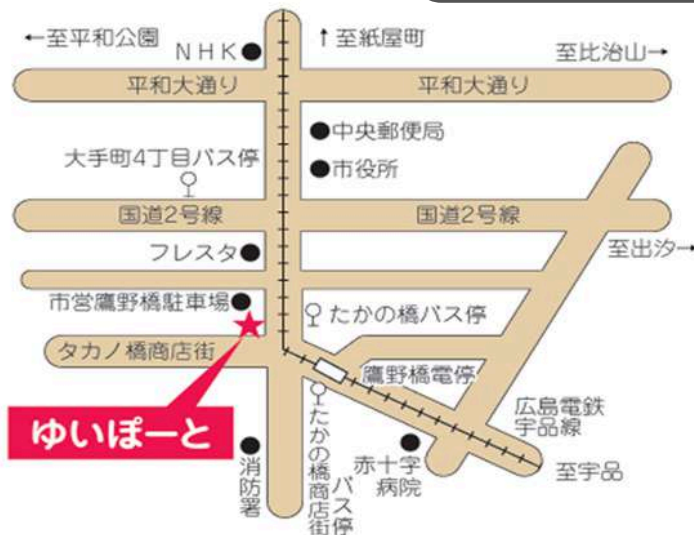 ←至平和公園
NHK
↑至紙屋町
至比治山→
平和大通り
平和大通り
中央郵便局
大手町4丁目バス停
市役所
国道2号線
国道2号線
フレスタ
至出汐→
市営鷹野橋駐車場
たかの橋バス停
タカノ橋商店街
鷹野橋電停
ゆいぽーと
広島電鉄
宇品線
たかの橋商店街
バス停
消防署
赤十字
病院
至宇品